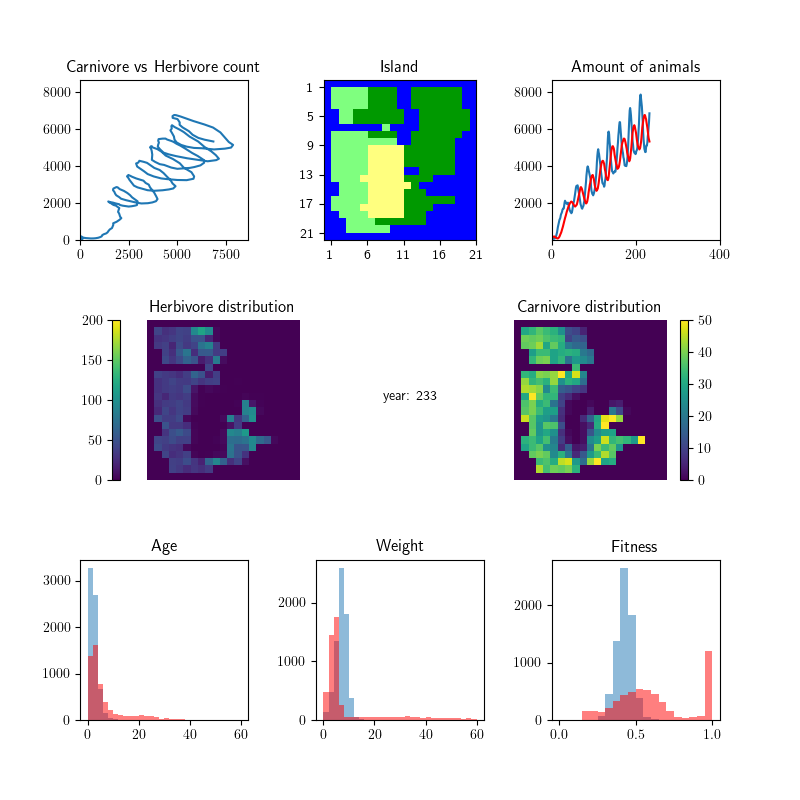 Carnivore vs Herbivore count
8000
6000
4000
2000
0
0 2500 5000 7500
Island
1
5
9
13
17
21
1 6 11 16 21
Amount of animals
8000
6000
4000
2000
0
0 200 400
Herbivore distribution
200
150
100
50
0
year: 233
Carnivore distribution
50
40
30
20
10
0
Age
3000
2000
1000
0
0 20 40 60
Weight
2000
1000
0
0 20 40 60
Fitness
2000
1000
0
0.0 0.5 1.0